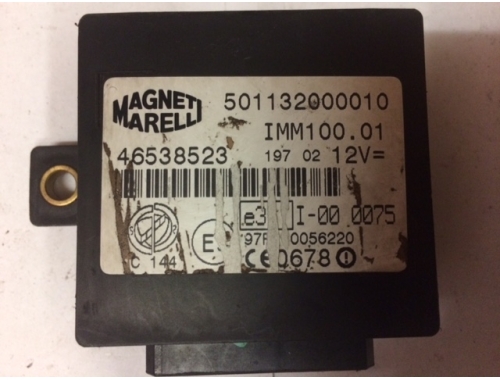 MAGNETI MARELLI 501132000010
IMM100.01
46538523 197 02 12V=
e3 I-00 0075
E
0056220
C 144 CE0678